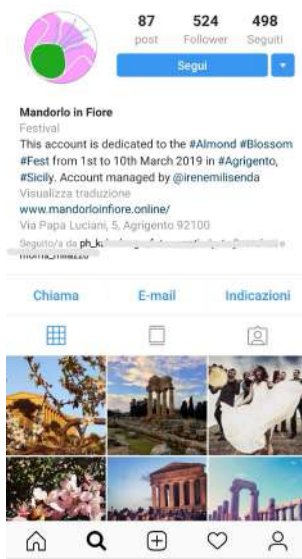 87 524 498
post Follower Seguiti
Segui
Mandorlo in Fiore
Festival
This account is dedicated to the #Almond #Blossom
#Fest from 1st to 10th March 2019 in #Agrigento,
#Sicily. Account managed by @irenemilisenda
Visualizza traduzione
www.mandorloinfiore.online/
Via Papa Luciani, 5, Agrigento 92100
Seguito/a da
e
Chiama E-mail Indicazioni